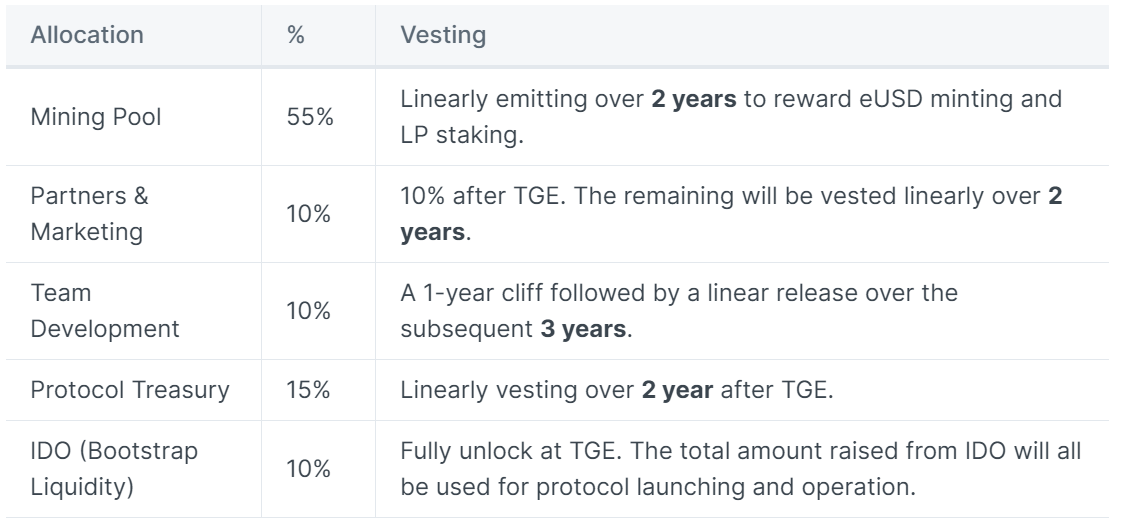 Allocation % Vesting
Mining Pool 55% Linearly emitting over 2 years to reward eUSD minting and
LP staking.
Partners &
Marketing 10% 10% after TGE. The remaining will be vested linearly over 2
years.
Team
Development 10% A 1-year cliff followed by a linear release over the
subsequent 3 years.
Protocol Treasury 15% Linearly vesting over 2 year after TGE.
IDO (Bootstrap
Liquidity) 10% Fully unlock at TGE. The total amount raised from IDO will all
be used for protocol launching and operation.